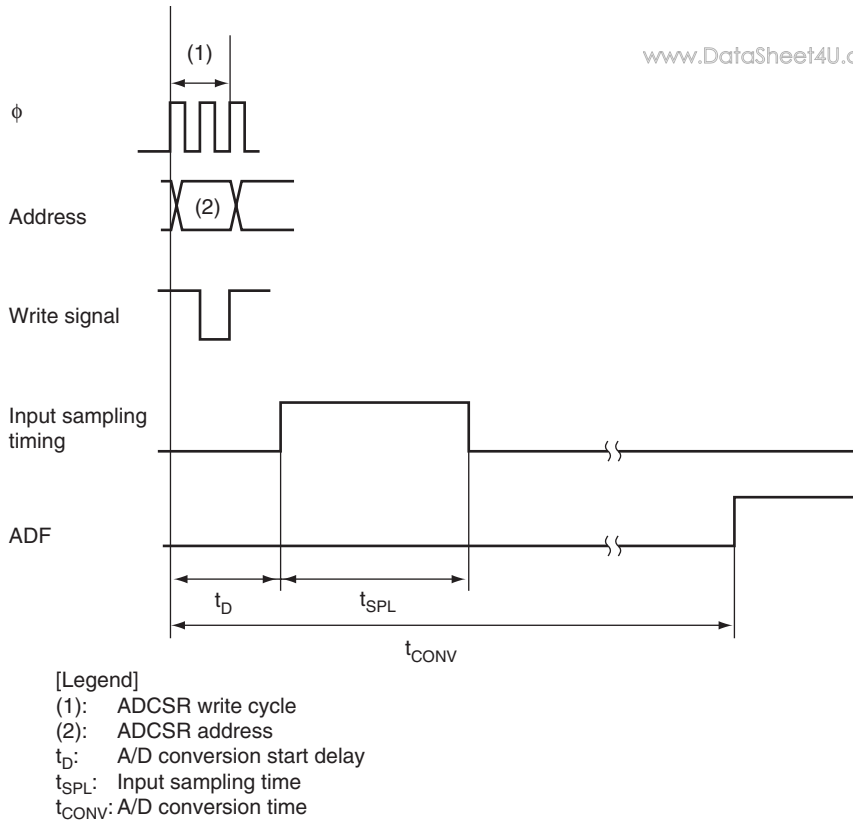 (1)
www.DataSheet4U.c
ϕ
Address
(2)
Write signal
Input sampling
timing
ADF
tD
tSPL
tCONV
[Legend]
(1): ADCSR write cycle
(2): ADCSR address
tD: A/D conversion start delay
tSPL: Input sampling time
tCONV: A/D conversion time